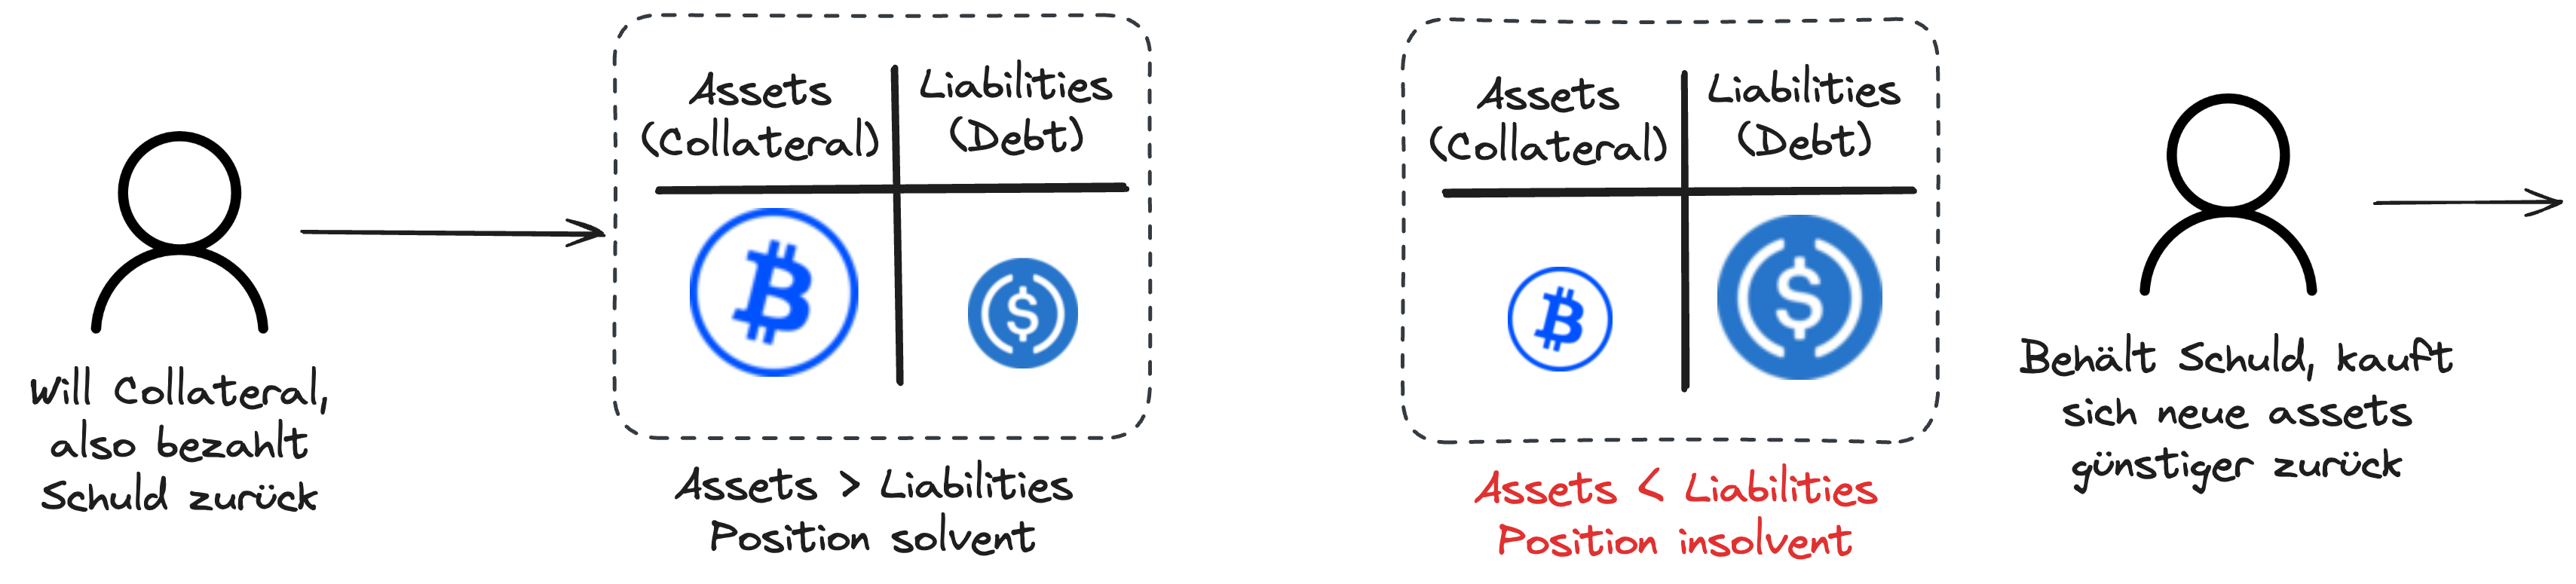 Will Collateral,
also bezahlt
Schuld zurück
Assets
(Collateral)
Liabilities
(Debt)
Assets > Liabilities
Position solvent
Assets
(Collateral)
Liabilities
(Debt)
Assets < Liabilities
Position insolvent
Behält Schuld, kauft
sich neue assets
günstiger zurück